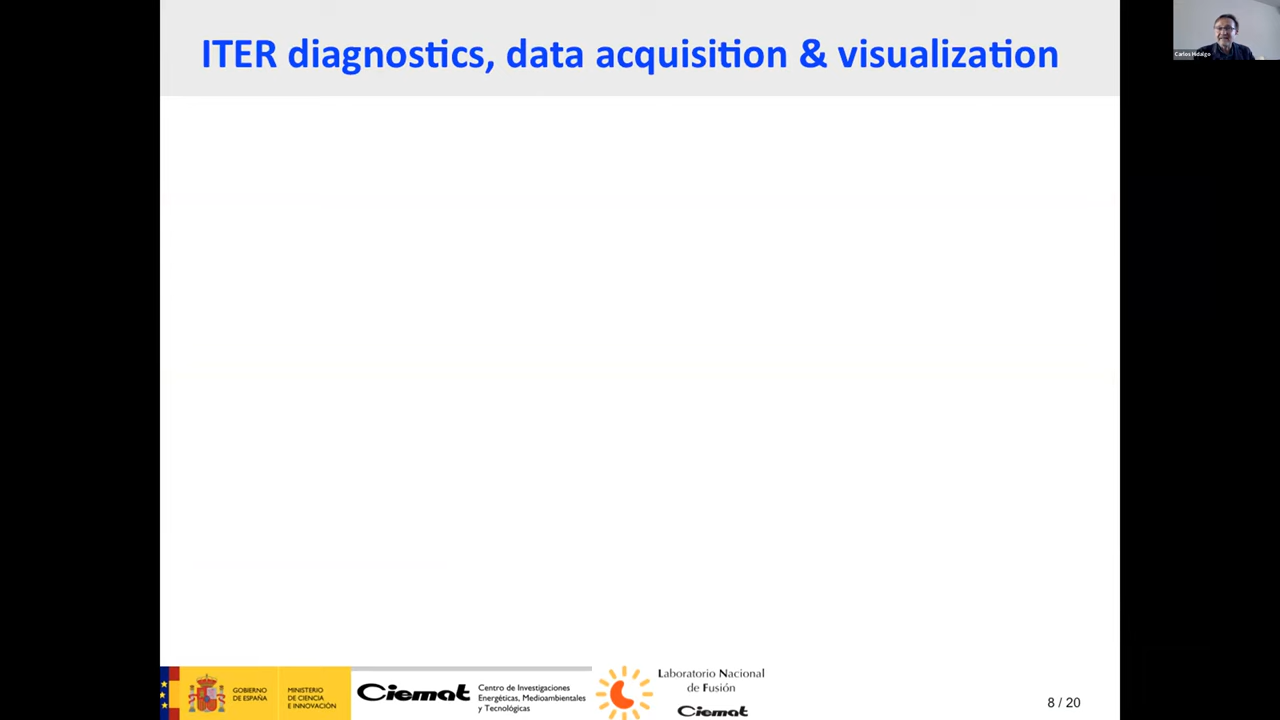 ITER diagnostics, data acquisition & visualization
Carlos Hidalgo
GOBIERNO
DE ESPAÑA
MINISTERIO
DE CIENCIA
E INNOVACIÓN
Ciemat
Centro de Investigaciones
Energéticas, Medioambientales
y Tecnológicas
Laboratorio Nacional
de Fusión
Ciemat
8 / 20